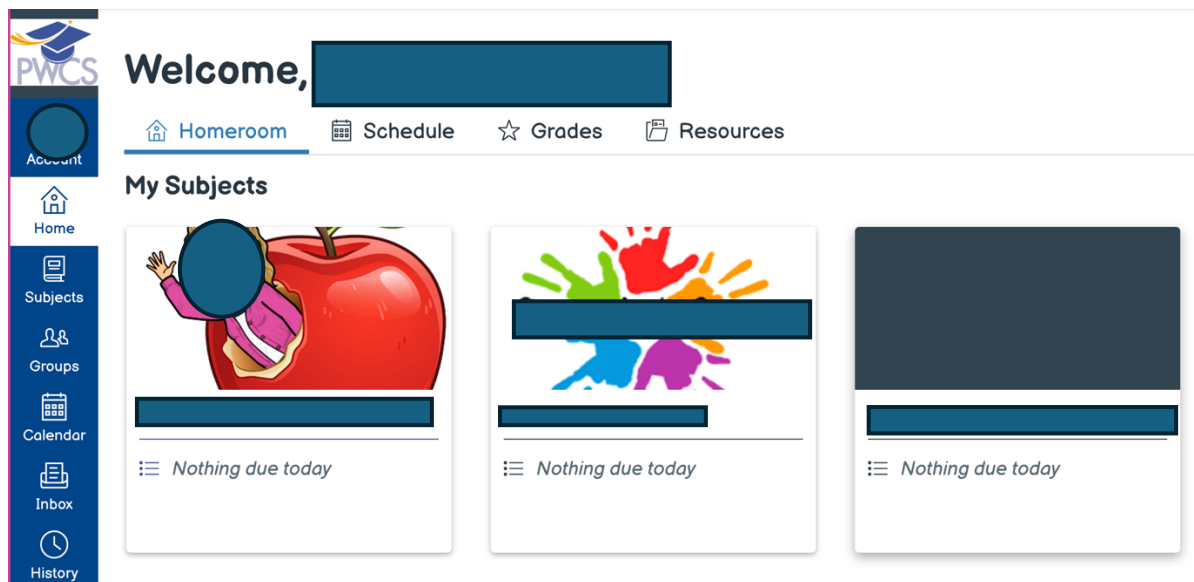 PWCS
Welcome,
Account
Homeroom
Schedule
Grades
Resources
My Subjects
Home
Subjects
Groups
Calendar
Inbox
History
Nothing due today
Nothing due today
Nothing due today